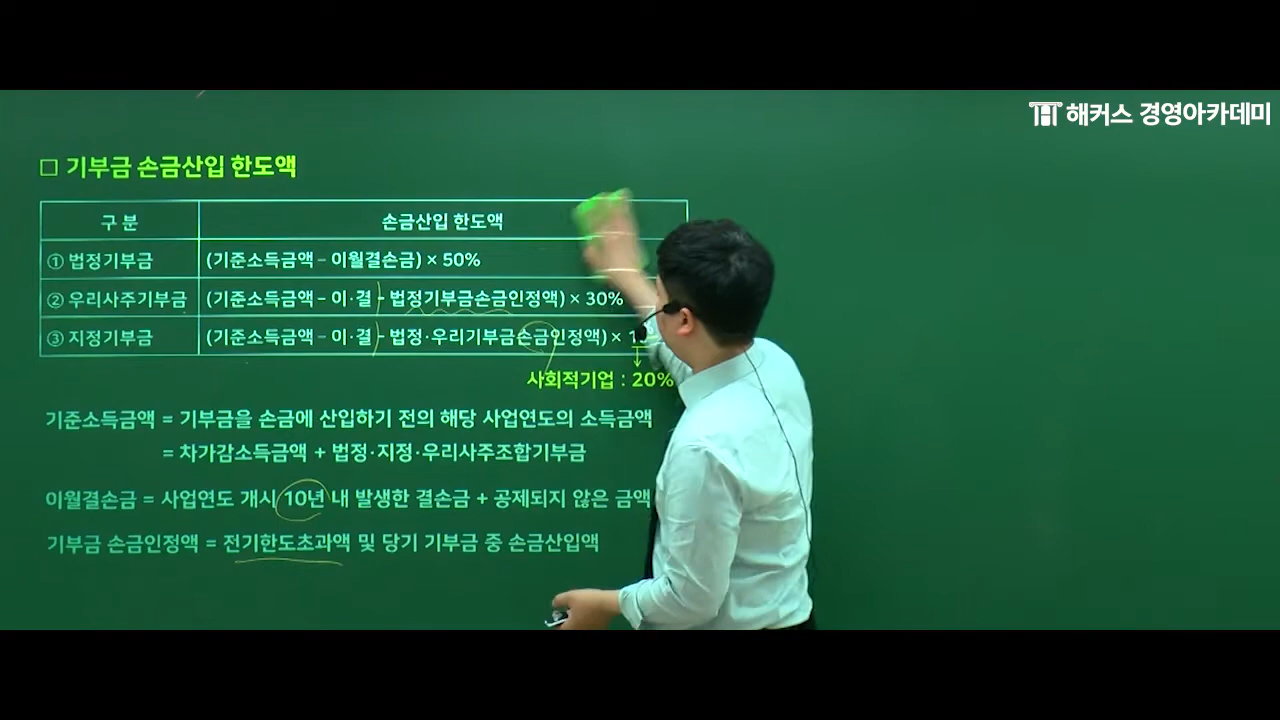 해커스 경영아카데미
□ 기부금 손금산입 한도액
구 분 손금산입 한도액
① 법정기부금 (기준소득금액 - 이월결손금) × 50%
② 우리사주기부금 (기준소득금액 - 이·결 - 법정기부금손금인정액) × 30%
③ 지정기부금 (기준소득금액 - 이·결 - 법정·우리기부금손금인정액) ×
사회적기업 : 20%
기준소득금액 = 기부금을 손금에 산입하기 전의 해당 사업연도의 소득금액
= 차가감소득금액 + 법정·지정·우리사주조합기부금
이월결손금 = 사업연도 개시 10년 내 발생한 결손금 + 공제되지 않은 금액
기부금 손금인정액 = 전기한도초과액 및 당기 기부금 중 손금산입액